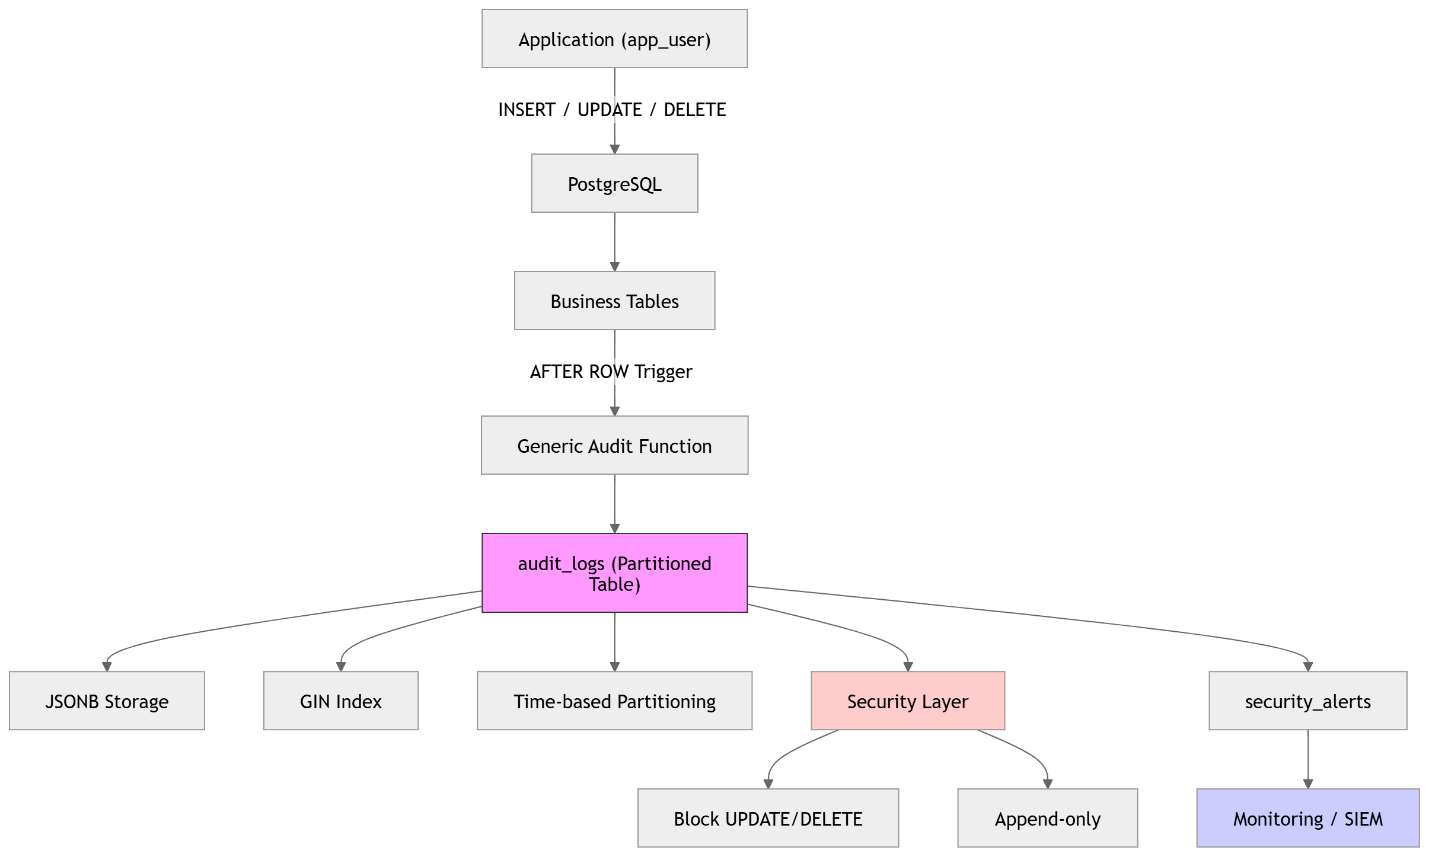 Application (app_user)
INSERT / UPDATE / DELETE
PostgreSQL
Business Tables
AFTER ROW Trigger
Generic Audit Function
audit_logs (Partitioned
Table)
JSONB Storage
GIN Index
Time-based Partitioning
Security Layer
security_alerts
Block UPDATE/DELETE
Append-only
Monitoring / SIEM